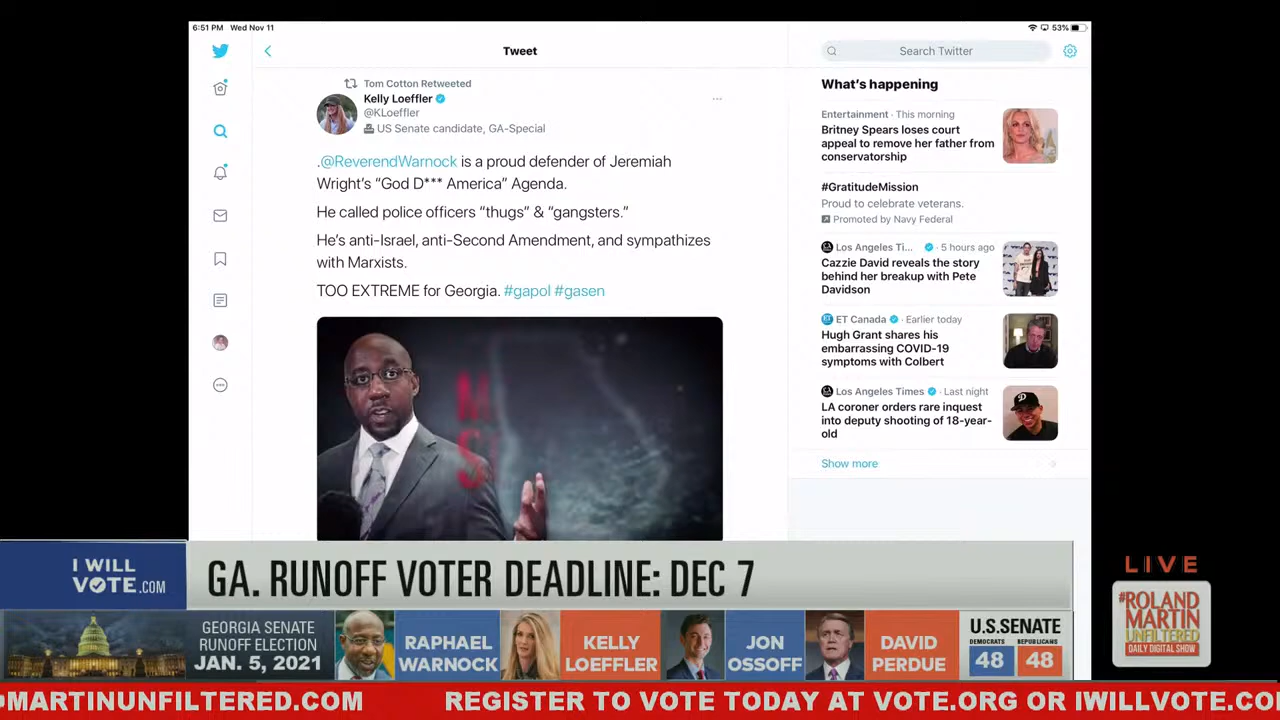 6:51 PM Wed Nov 11
53%
Tweet
Search Twitter
Tom Cotton Retweeted
Kelly Loeffler
@KLoeffler
US Senate candidate, GA-Special
.@ReverendWarnock is a proud defender of Jeremiah
Wright’s “God D*** America” Agenda.
He called police officers “thugs” & “gangsters.”
He’s anti-Israel, anti-Second Amendment, and sympathizes
with Marxists.
TOO EXTREME for Georgia. #gapol #gasen
What’s happening
Entertainment · This morning
Britney Spears loses court
appeal to remove her father from
conservatorship
#GratitudeMission
Proud to celebrate veterans.
Promoted by Navy Federal
Los Angeles Ti... · 5 hours ago
Cazzie David reveals the story
behind her breakup with Pete
Davidson
ET Canada · Earlier today
Hugh Grant shares his
embarrassing COVID-19
symptoms with Colbert
Los Angeles Times · Last night
LA coroner orders rare inquest
into deputy shooting of 18-year-
old
Show more
I WILL
VOTE.COM
GA. RUNOFF VOTER DEADLINE: DEC 7
GEORGIA SENATE
RUNOFF ELECTION
JAN. 5, 2021
RAPHAEL
WARNOCK
KELLY
LOEFFLER
JON
OSSOFF
DAVID
PERDUE
U.S. SENATE
DEMOCRATS REPUBLICANS
48 48
LIVE
#ROLAND
MARTIN
UNFILTERED
DAILY DIGITAL SHOW
MARTINUNFILTERED.COM REGISTER TO VOTE TODAY AT VOTE.ORG OR IWILLVOTE.CO